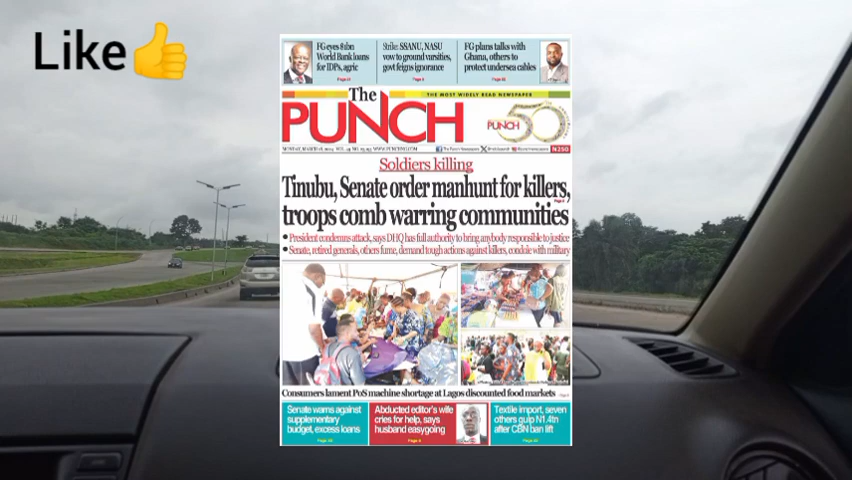 Like
FG eyes $1bn
World Bank loans
for IDPs, agric
Strike: SSANU, NASU
vow to ground varsities,
govt feigns ignorance
FG plans talks with
Ghana, others to
protect undersea cables
THE MOST WIDELY READ NEWSPAPER
The
PUNCH
PUNCH 50
MONDAY, MARCH 18, 2024
N250
Soldiers killing
Tinubu, Senate order manhunt for killers,
troops comb warring communities
• President condemns attack, says DHQ has full authority to bring anybody responsible to justice
• Senate, retired generals, others fume, demand tough actions against killers, condole with military
Consumers lament PoS machine shortage at Lagos discounted food markets
Senate warns against
supplementary
budget, excess loans
Abducted editor's wife
cries for help, says
husband easygoing
Textile import, seven
others gulp N1.4tn
after CBN ban lift